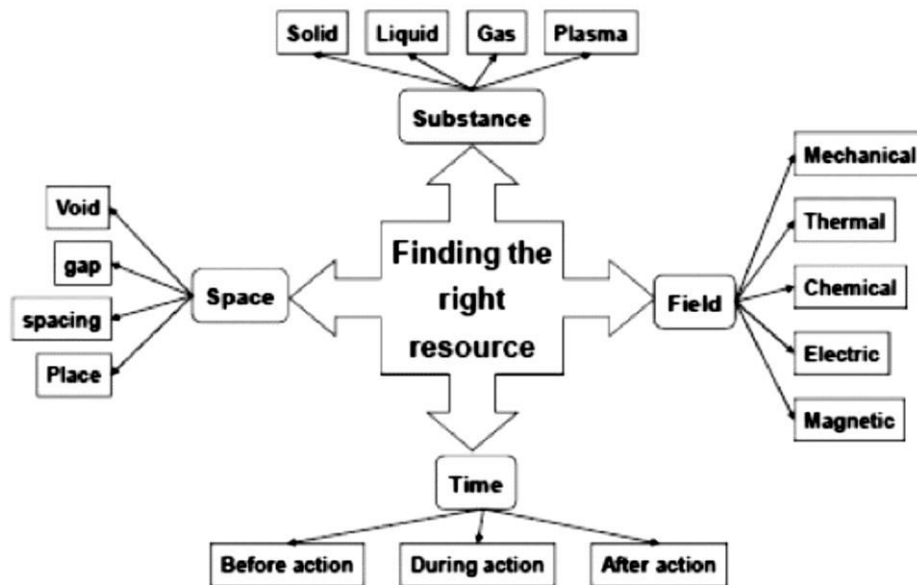 Solid
Liquid
Gas
Plasma
Substance
Mechanical
Thermal
Chemical
Electric
Magnetic
Field
Void
gap
spacing
Place
Space
Finding the
right
resource
Time
Before action
During action
After action